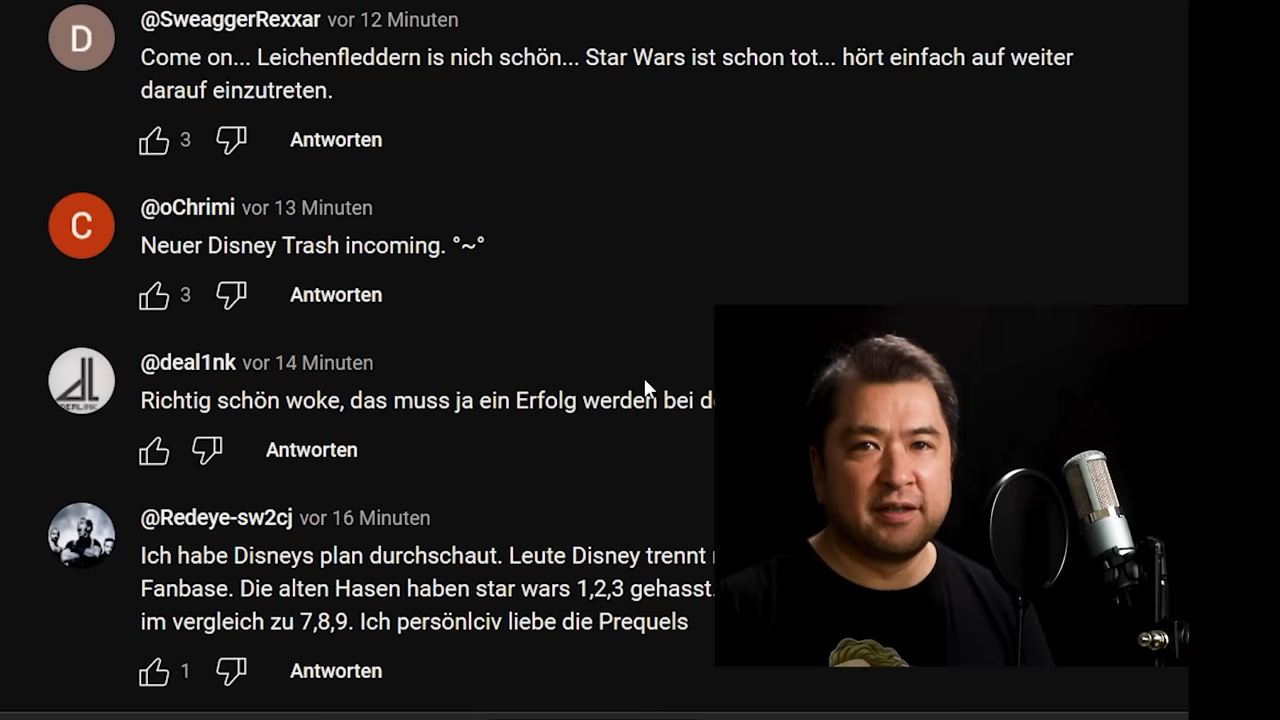 @SweaggerRexxar vor 12 Minuten
Come on... Leichenfleddern is nich schön... Star Wars ist schon tot... hört einfach auf weiter
darauf einzutreten.
3 Antworten
@oChrimi vor 13 Minuten
Neuer Disney Trash incoming. °~°
3 Antworten
@deal1nk vor 14 Minuten
Richtig schön woke, das muss ja ein Erfolg werden bei
Antworten
@Redeye-sw2cj vor 16 Minuten
Ich habe Disneys plan durchschaut. Leute Disney trennt
Fanbase. Die alten Hasen haben star wars 1,2,3 gehasst.
im vergleich zu 7,8,9. Ich persönlciv liebe die Prequels
1 Antworten
D
C